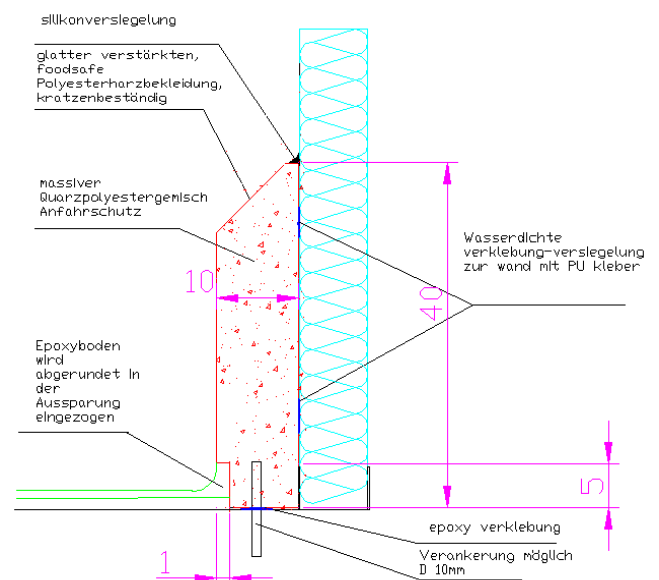 silikonversiegelung
glatter verstärkten,
foodsafe
Polyesterharzbekleidung,
kratzenbeständig
massiver
Quarzpolyestergemisch
Anfahrschutz
Wasserdichte
verklebung-versiegelung
zur wand mit PU kleber
10
40
Epoxyboden
wird
abgerundet in
der
Aussparung
eingezogen
5
epoxy verklebung
1
Verankerung möglich
D 10mm